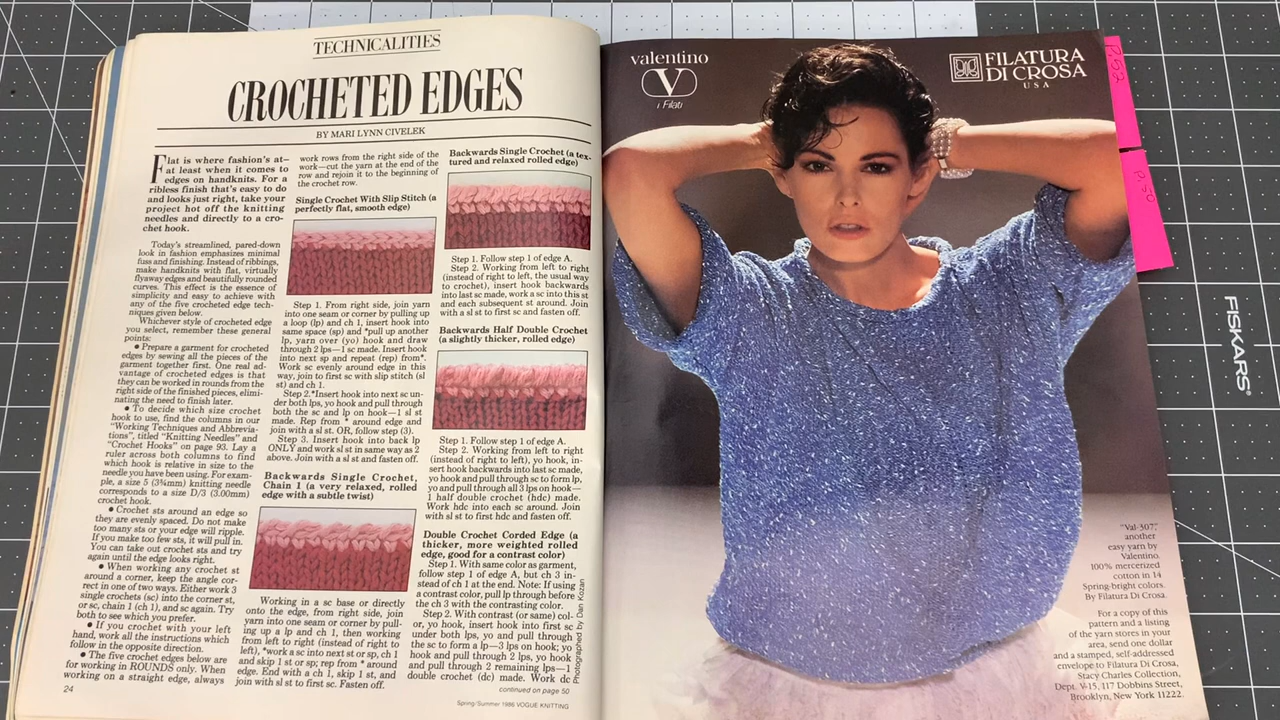 TECHNICALITIES
CROCHETED EDGES
BY MARI LYNN CIVELEK
Flat is where fashion's at—
at least when it comes to
edges on handknits. For a
ribless finish that's easy to do
and looks just right, take your
project hot off the knitting
needles and directly to a cro-
chet hook.
Today's streamlined, pared-down
look in fashion emphasizes minimal
fuss and finishing. Instead of ribbings,
make handknits with flat, virtually
flyaway edges and beautifully rounded
curves. This effect is the essence of
simplicity and easy to achieve with
any of the five crocheted edge tech-
niques given below.
Whichever style of crocheted edge
you select, remember these general
points:
• Prepare a garment for crocheted
edges by sewing all the pieces of the
garment together first. One real ad-
vantage of crocheted edges is that
they can be worked in rounds from the
right side of the finished pieces, elimi-
nating the need to finish later.
• To decide which size crochet
hook to use, find the columns in our
"Working Techniques and Abbrevia-
tions", titled "Knitting Needles" and
"Crochet Hooks" on page 93. Lay a
ruler across both columns to find
which hook is relative in size to the
needle you have been using. For exam-
ple, a size 5 (3¾mm) knitting needle
corresponds to a size D/3 (3.00mm)
crochet hook.
• Crochet sts around an edge so
they are evenly spaced. Do not make
too many sts or your edge will ripple.
If you make too few sts, it will pull in.
You can take out crochet sts and try
again until the edge looks right.
• When working any crochet st
around a corner, keep the angle cor-
rect in one of two ways. Either work 3
single crochets (sc) into the corner st,
or sc, chain 1 (ch 1), and sc again. Try
both to see which you prefer.
• If you crochet with your left
hand, work all the instructions which
follow in the opposite direction.
• The five crochet edges below are
for working in ROUNDS only. When
working on a straight edge, always
work rows from the right side of the
work—cut the yarn at the end of the
row and rejoin it to the beginning of
the crochet row.
Single Crochet With Slip Stitch (a
perfectly flat, smooth edge)
Step 1. From right side, join yarn
into one seam or corner by pulling up
a loop (lp) and ch 1, insert hook into
same space (sp) and *pull up another
lp, yarn over (yo) hook and draw
through 2 lps—1 sc made. Insert hook
into next sp and repeat (rep) from*.
Work sc evenly around edge in this
way, join to first sc with slip stitch (sl
st) and ch 1.
Step 2.*Insert hook into next sc un-
der both lps, yo hook and pull through
both the sc and lp on hook—1 sl st
made. Rep from * around edge and
join with a sl st. OR, follow step (3).
Step 3. Insert hook into back lp
ONLY and work sl st in same way as 2
above. Join with a sl st and fasten off.
Backwards Single Crochet,
Chain 1 (a very relaxed, rolled
edge with a subtle twist)
Working in a sc base or directly
onto the edge, from right side, join
yarn into one seam or corner by pull-
ing up a lp and ch 1, then working
from left to right (instead of right to
left), *work a sc into next st or sp, ch 1
and skip 1 st or sp; rep from * around
edge. End with a ch 1, skip 1 st, and
join with sl st to first sc. Fasten off.
Backwards Single Crochet (a tex-
tured and relaxed rolled edge)
Step 1. Follow step 1 of edge A.
Step 2. Working from left to right
(instead of right to left, the usual way
to crochet), insert hook backwards
into last sc made, work a sc into this st
and each subsequent st around. Join
with a sl st to first sc and fasten off.
Backwards Half Double Crochet
(a slightly thicker, rolled edge)
Step 1. Follow step 1 of edge A.
Step 2. Working from left to right
(instead of right to left), yo hook, in-
sert hook backwards into last sc made,
yo hook and pull through sc to form lp,
yo and pull through all 3 lps on hook—
1 half double crochet (hdc) made.
Work hdc into each sc around. Join
with sl st to first hdc and fasten off.
Double Crochet Corded Edge (a
thicker, more weighted rolled
edge, good for a contrast color)
Step 1. With same color as garment,
follow step 1 of edge A, but ch 3 in-
stead of ch 1 at the end. Note: If using
a contrast color, pull lp through before
the ch 3 with the contrasting color.
Step 2. With contrast (or same) col-
or, yo hook, insert hook into first sc
under both lps, yo and pull through
the sc to form a lp—3 lps on hook; yo
hook and pull through 2 lps, yo hook
and pull through 2 remaining lps—1
double crochet (dc) made. Work dc
continued on page 50
Photographed by Dan Kozan
24
Spring/Summer 1986 VOGUE KNITTING
valentino
V
i Filati
FILATURA
DI CROSA
USA
"Val-307,"
another
easy yarn by
Valentino.
100% mercerized
cotton in 14
Spring-bright colors.
By Filatura Di Crosa.
For a copy of this
pattern and a listing
of the yarn stores in your
area, send one dollar
and a stamped, self-addressed
envelope to Filatura Di Crosa,
Stacy Charles Collection,
Dept. V-15, 117 Dobbins Street,
Brooklyn, New York 11222.
P.52
P.50
FISKARS